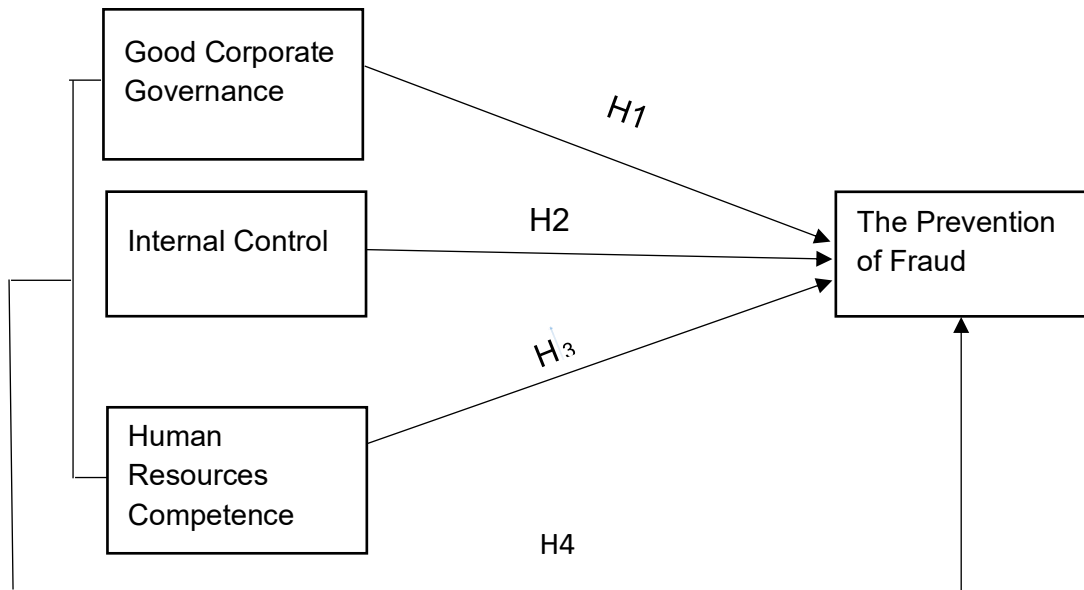 Good Corporate
Governance
H1
Internal Control
H2
The Prevention
of Fraud
H3
Human
Resources
Competence
H4